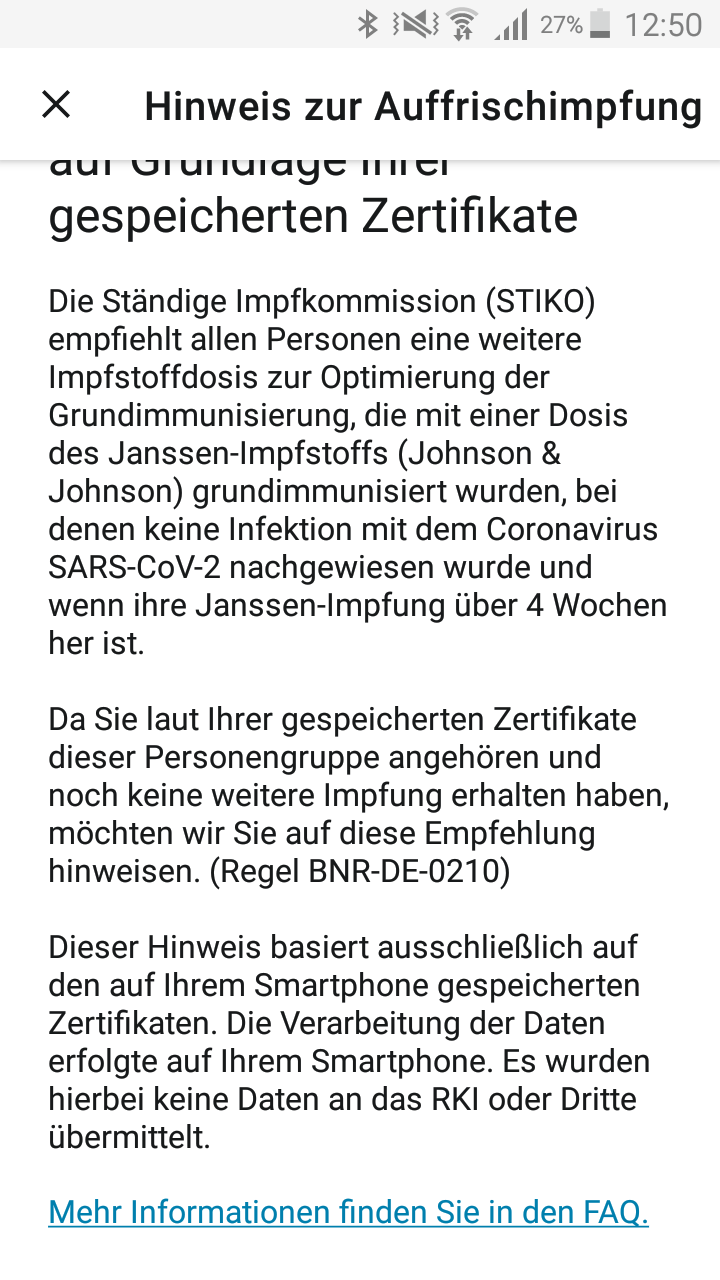 27% 12:50
Hinweis zur Auffrischimpfung
auf Grundlage Ihrer
gespeicherten Zertifikate
Die Ständige Impfkommission (STIKO)
empfiehlt allen Personen eine weitere
Impfstoffdosis zur Optimierung der
Grundimmunisierung, die mit einer Dosis
des Janssen-Impfstoffs (Johnson &
Johnson) grundimmunisiert wurden, bei
denen keine Infektion mit dem Coronavirus
SARS-CoV-2 nachgewiesen wurde und
wenn ihre Janssen-Impfung über 4 Wochen
her ist.
Da Sie laut Ihrer gespeicherten Zertifikate
dieser Personengruppe angehören und
noch keine weitere Impfung erhalten haben,
möchten wir Sie auf diese Empfehlung
hinweisen. (Regel BNR-DE-0210)
Dieser Hinweis basiert ausschließlich auf
den auf Ihrem Smartphone gespeicherten
Zertifikaten. Die Verarbeitung der Daten
erfolgte auf Ihrem Smartphone. Es wurden
hierbei keine Daten an das RKI oder Dritte
übermittelt.
Mehr Informationen finden Sie in den FAQ.